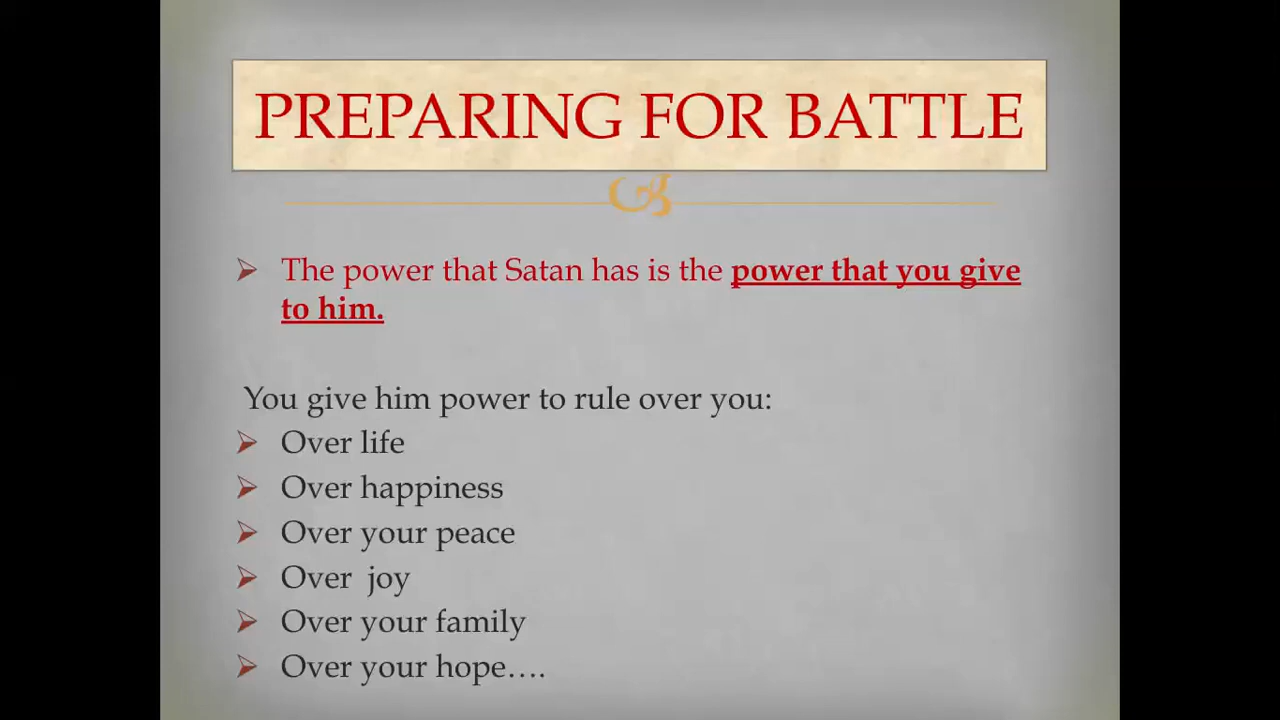 PREPARING FOR BATTLE
The power that Satan has is the power that you give
to him.
You give him power to rule over you:
Over life
Over happiness
Over your peace
Over  joy
Over your family
Over your hope….